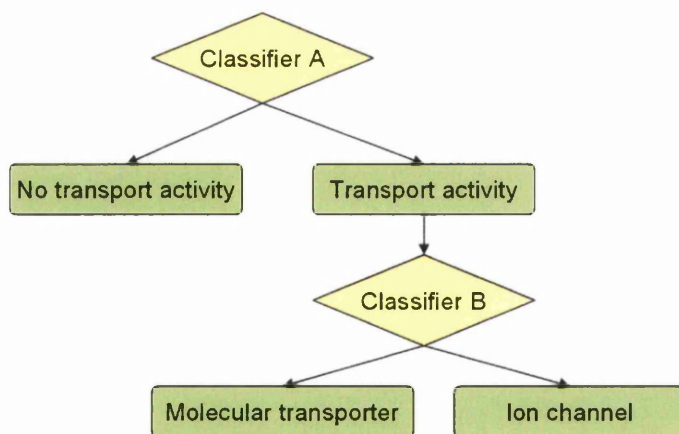 Classifier A
No transport activity
Transport activity
Classifier B
Molecular transporter
Ion channel